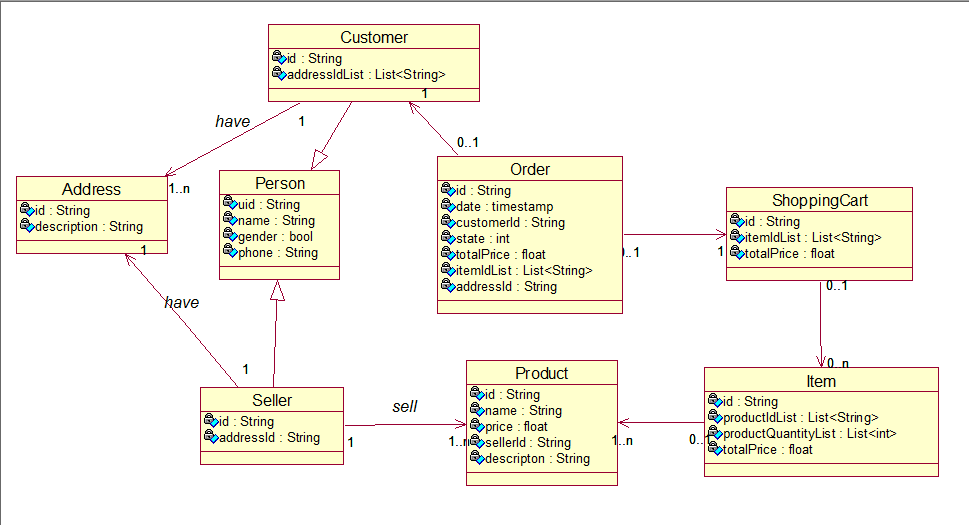 Customer
id : String
addressIdList : List<String>
1
1
have
0..1
1..n
Address
id : String
description : String
1
Person
uid : String
name : String
gender : bool
phone : String
Order
id : String
date : timestamp
customerId : String
state : int
totalPrice : float
itemIdList : List<String>
addressId : String
0..1
1
ShoppingCart
id : String
itemIdList : List<String>
totalPrice : float
0..1
0..n
have
1
Seller
id : String
addressId : String
sell
1
1..n
Product
id : String
name : String
price : float
sellerId : String
descripton : String
1..n
Item
id : String
productIdList : List<String>
productQuantityList : List<int>
totalPrice : float